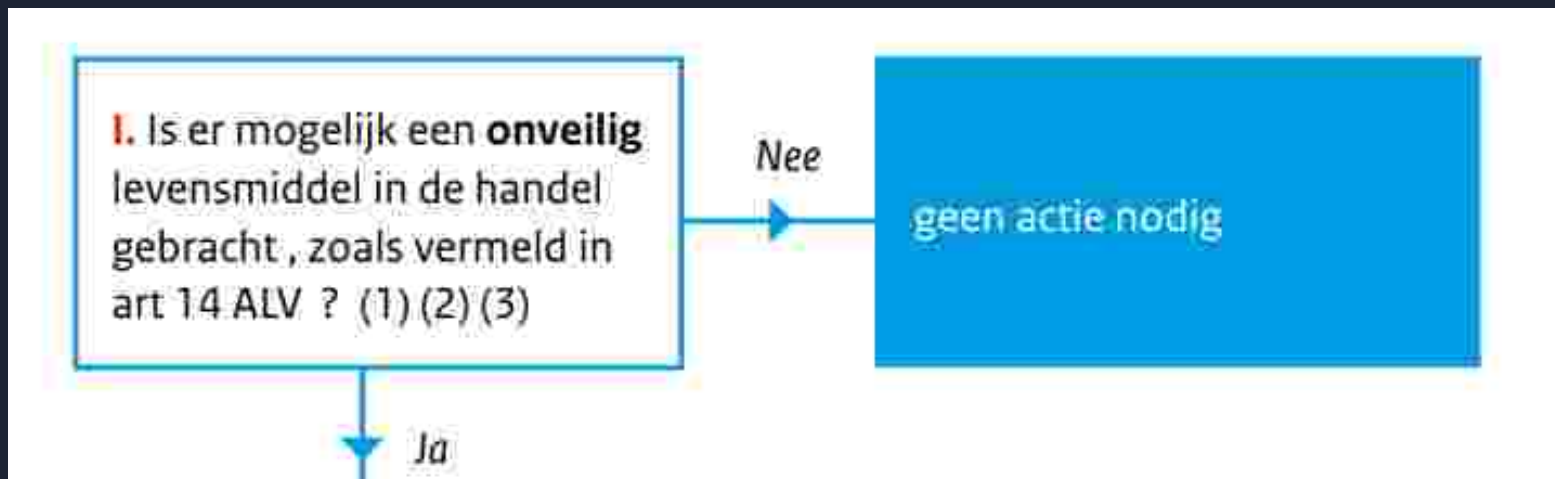 I. Is er mogelijk een onveilig
levensmiddel in de handel
gebracht , zoals vermeld in
art 14 ALV ? (1) (2) (3)
Nee
geen actie nodig
Ja